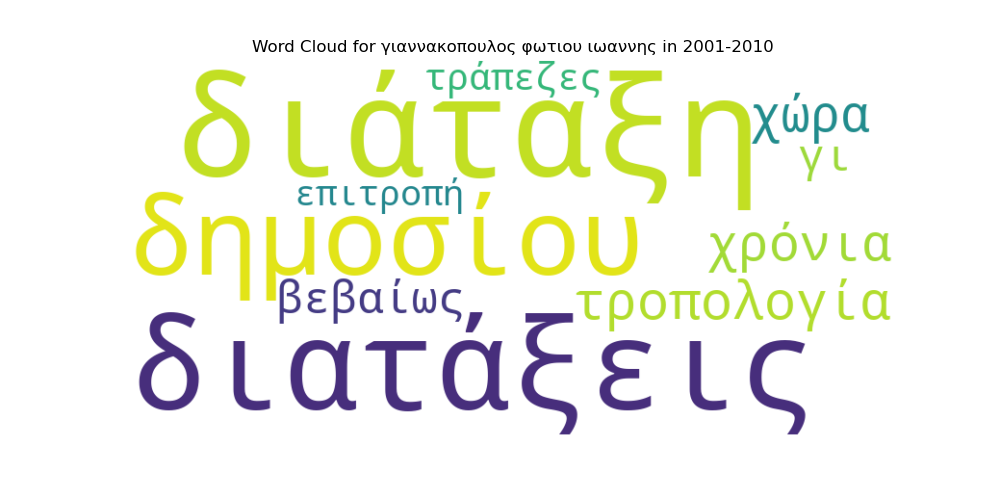 Word Cloud for γιαννακοπουλος φωτιου ιωαννης in 2001-2010
τράπεζες
διάταξη
χώρα
γι
επιτροπή
δημοσίου
χρόνια
βεβαίως
τροπολογία
διατάξεις